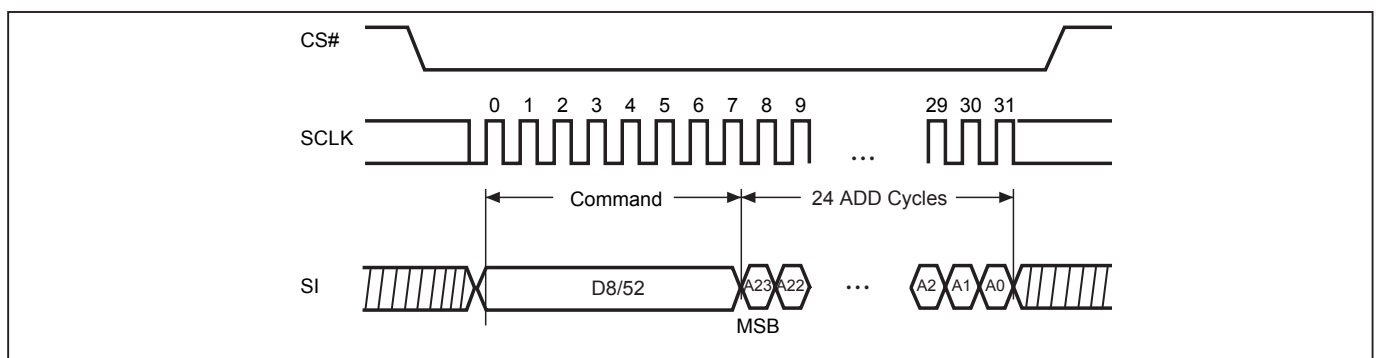 CS#
0 1 2 3 4 5 6 7 8 9 29 30 31
SCLK
...
Command 24 ADD Cycles
SI D8/52 A23 A22 ... A2 A1 A0
MSB